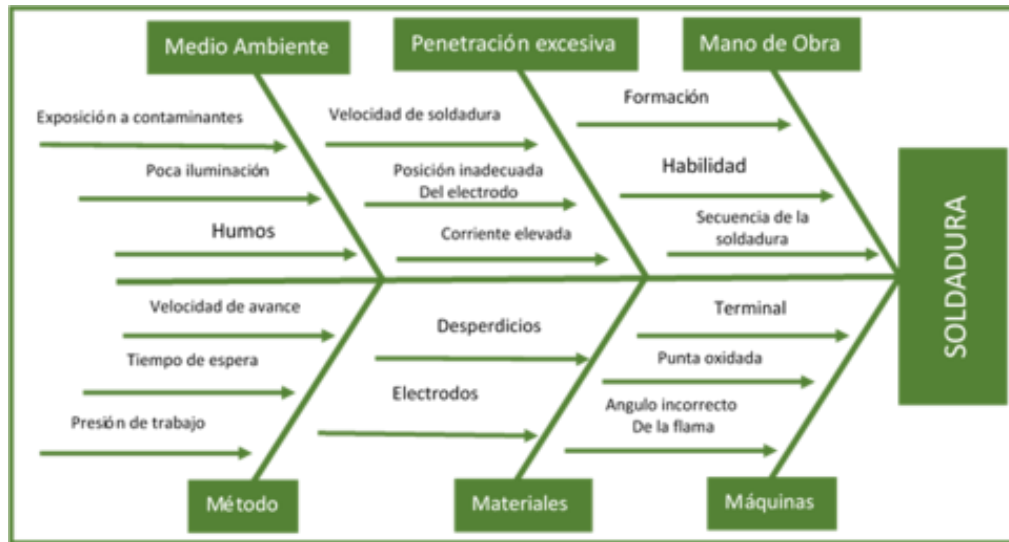 Medio Ambiente
Penetración excesiva
Mano de Obra
Exposición a contaminantes
Poca iluminación
Humos
Velocidad de soldadura
Posición inadecuada
Del electrodo
Corriente elevada
Formación
Habilidad
Secuencia de la
soldadura
SOLDADURA
Velocidad de avance
Tiempo de espera
Presión de trabajo
Desperdicios
Electrodos
Terminal
Punta oxidada
Angulo incorrecto
De la flama
Método
Materiales
Máquinas